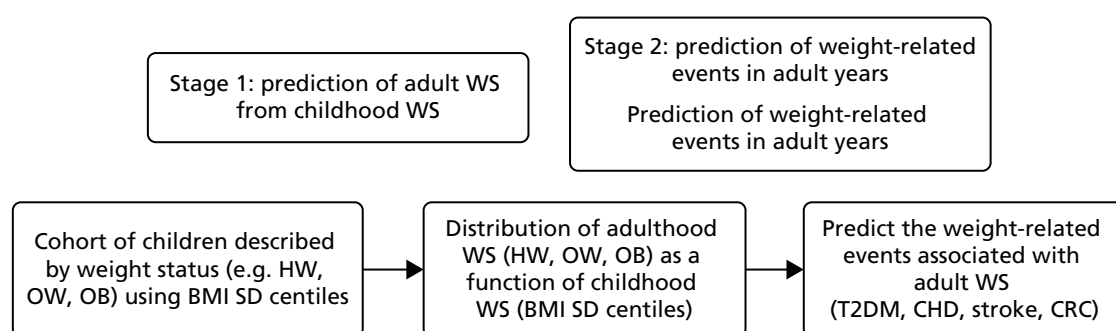 Stage 1: prediction of adult WS
from childhood WS
Stage 2: prediction of weight-related
events in adult years
Prediction of weight-related
events in adult years
Cohort of children described
by weight status (e.g. HW,
OW, OB) using BMI SD centiles
Distribution of adulthood
WS (HW, OW, OB) as a
function of childhood
WS (BMI SD centiles)
Predict the weight-related
events associated with
adult WS
(T2DM, CHD, stroke, CRC)